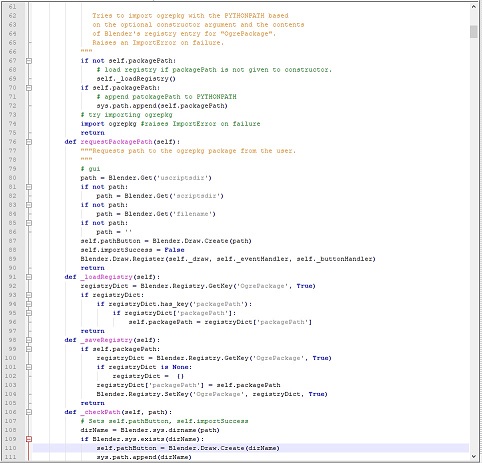 61
62 Tries to import ogrepkg with the PYTHONPATH based
63 on the optional constructor argument and the contents
64 of Blender's registry entry for "OgrePackage".
65 Raises an ImportError on failure.
66 """
67 if not self.packagePath:
68 # load registry if packagePath is not given to constructor.
69 self._loadRegistry()
70 if self.packagePath:
71 # append patckagePath to PYTHONPATH
72 sys.path.append(self.packagePath)
73 # try importing ogrepkg
74 import ogrepkg #raises ImportError on failure
75 return
76 def requestPackagePath(self):
77 """Requests path to the ogrepkg package from the user.
78 """
79 # gui
80 path = Blender.Get('uscriptsdir')
81 if not path:
82 path = Blender.Get('scriptsdir')
83 if not path:
84 path = Blender.Get('filename')
85 if not path:
86 path = ''
87 self.pathButton = Blender.Draw.Create(path)
88 self.importSuccess = False
89 Blender.Draw.Register(self._draw, self._eventHandler, self._buttonHandler)
90 return
91 def _loadRegistry(self):
92 registryDict = Blender.Registry.GetKey('OgrePackage', True)
93 if registryDict:
94 if registryDict.has_key('packagePath'):
95 if registryDict['packagePath']:
96 self.packagePath = registryDict['packagePath']
97 return
98 def _saveRegistry(self):
99 if self.packagePath:
100 registryDict = Blender.Registry.GetKey('OgrePackage', True)
101 if registryDict is None:
102 registryDict = {}
103 registryDict['packagePath'] = self.packagePath
104 Blender.Registry.SetKey('OgrePackage', registryDict, True)
105 return
106 def _checkPath(self, path):
107 # Sets self.pathButton, self.importSuccess
108 dirName = Blender.sys.dirname(path)
109 if Blender.sys.exists(dirName):
110 self.pathButton = Blender.Draw.Create(dirName)
111 sys.path.append(dirName)